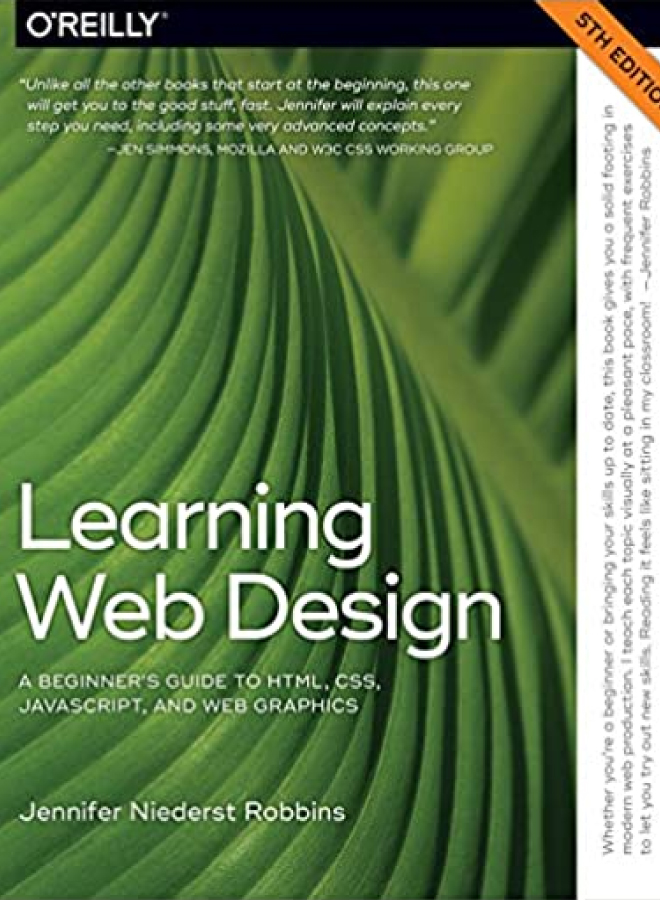 O'REILLY®
5TH EDITIO
"Unlike all the other books that start at the beginning, this one
will get you to the good stuff, fast. Jennifer will explain every
step you need, including some very advanced concepts."
—JEN SIMMONS, MOZILLA AND W3C CSS WORKING GROUP
Learning
Web Design
A BEGINNER'S GUIDE TO HTML, CSS,
JAVASCRIPT, AND WEB GRAPHICS
Jennifer Niederst Robbins
Whether you're a beginner or bringing your skills up to date, this book gives you a solid footing in
modern web production. I teach each topic visually at a pleasant pace, with frequent exercises
to let you try out new skills. Reading it feels like sitting in my classroom! —Jennifer Robbins